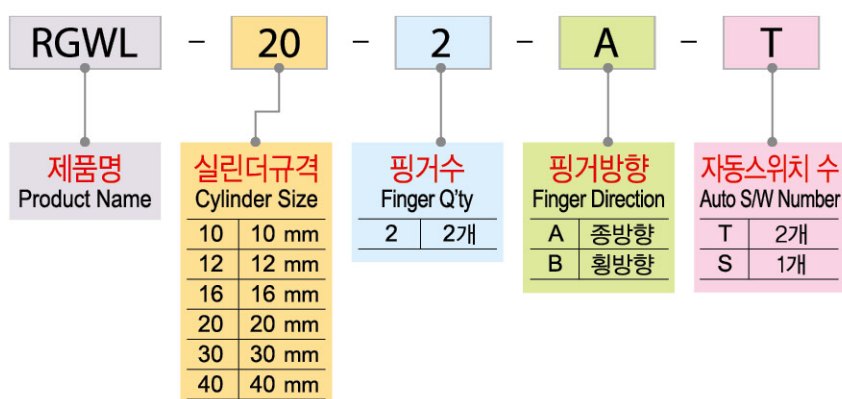 RGWL - 20 - 2 - A - T
제품명
Product Name
실린더규격
Cylinder Size
10 10 mm
12 12 mm
16 16 mm
20 20 mm
30 30 mm
40 40 mm
핑거수
Finger Q'ty
2 2개
핑거방향
Finger Direction
A 종방향
B 횡방향
자동스위치 수
Auto S/W Number
T 2개
S 1개